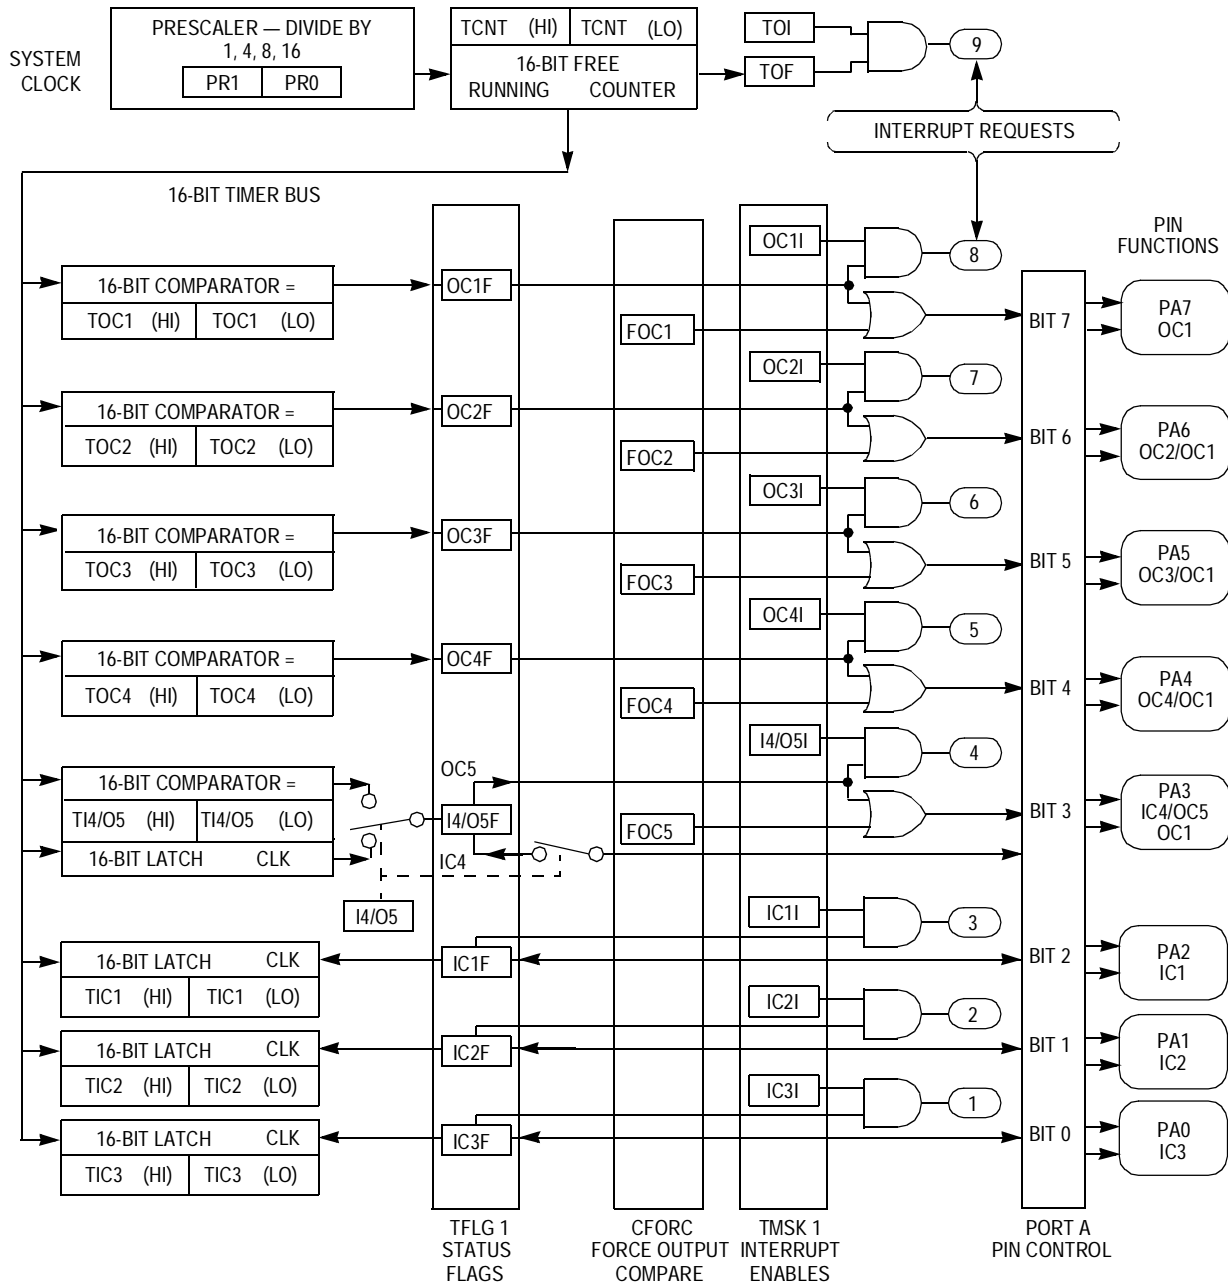 SYSTEM
CLOCK
PRESCALER — DIVIDE BY
1, 4, 8, 16
PR1 PR0
TCNT (HI) TCNT (LO)
16-BIT FREE
RUNNING COUNTER
TOI
TOF
9
INTERRUPT REQUESTS
16-BIT TIMER BUS
PIN
FUNCTIONS
OC1I
8
16-BIT COMPARATOR =
TOC1 (HI) TOC1 (LO)
OC1F
FOC1
BIT 7
PA7
OC1
OC2I
7
16-BIT COMPARATOR =
TOC2 (HI) TOC2 (LO)
OC2F
FOC2
BIT 6
PA6
OC2/OC1
OC3I
6
16-BIT COMPARATOR =
TOC3 (HI) TOC3 (LO)
OC3F
FOC3
BIT 5
PA5
OC3/OC1
OC4I
5
16-BIT COMPARATOR =
TOC4 (HI) TOC4 (LO)
OC4F
FOC4
BIT 4
PA4
OC4/OC1
I4/O5I
4
16-BIT COMPARATOR =
TI4/O5 (HI) TI4/O5 (LO)
16-BIT LATCH CLK
OC5
I4/O5F
IC4
FOC5
BIT 3
PA3
IC4/OC5
OC1
I4/O5
IC1I
3
16-BIT LATCH CLK
TIC1 (HI) TIC1 (LO)
IC1F
BIT 2
PA2
IC1
IC2I
2
16-BIT LATCH CLK
TIC2 (HI) TIC2 (LO)
IC2F
BIT 1
PA1
IC2
IC3I
1
16-BIT LATCH CLK
TIC3 (HI) TIC3 (LO)
IC3F
BIT 0
PA0
IC3
TFLG 1
STATUS
FLAGS
CFORC
FORCE OUTPUT
COMPARE
TMSK 1
INTERRUPT
ENABLES
PORT A
PIN CONTROL